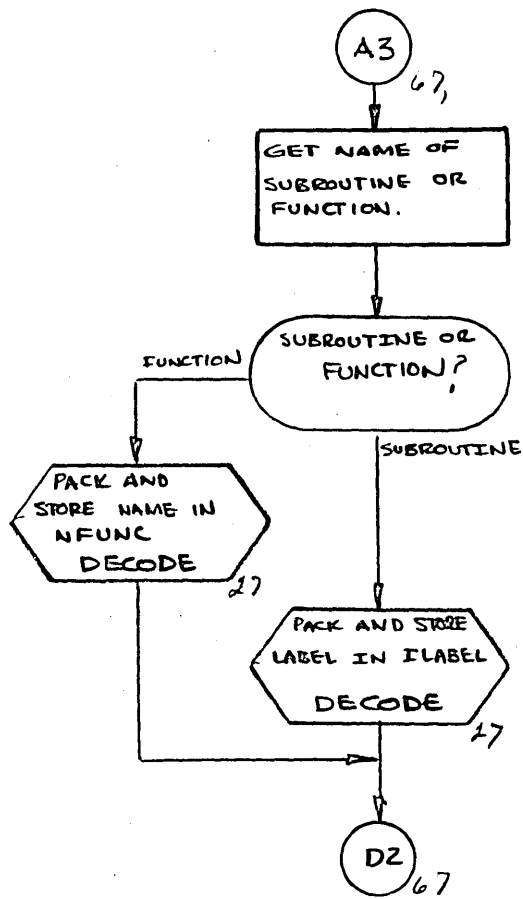 A3
67,
GET NAME OF
SUBROUTINE OR
FUNCTION.
SUBROUTINE OR
FUNCTION?
FUNCTION
SUBROUTINE
PACK AND
STORE NAME IN
NFUNC
DECODE
27
PACK AND STORE
LABEL IN ILABEL
DECODE
27
D2
67